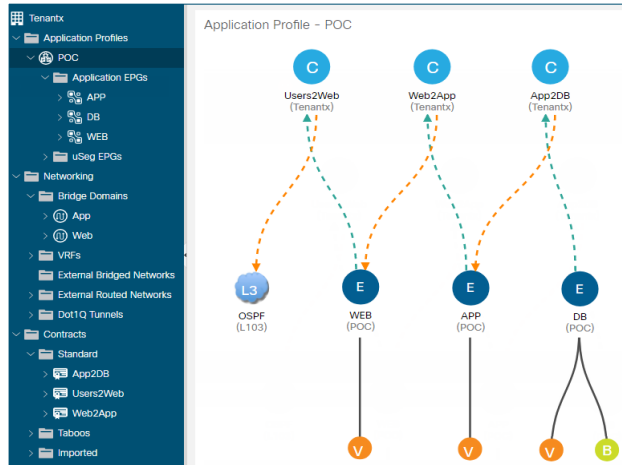 Tenantx
Application Profiles
POC
Application EPGs
APP
DB
WEB
uSeg EPGs
Networking
Bridge Domains
App
Web
VRFs
External Bridged Networks
External Routed Networks
Dot1Q Tunnels
Contracts
Standard
App2DB
Users2Web
Web2App
Taboos
Imported
Application Profile - POC
C
C
C
Users2Web
(Tenantx)
Web2App
(Tenantx)
App2DB
(Tenantx)
L3
E
E
E
OSPF
(L103)
WEB
(POC)
APP
(POC)
DB
(POC)
V
V
V
B